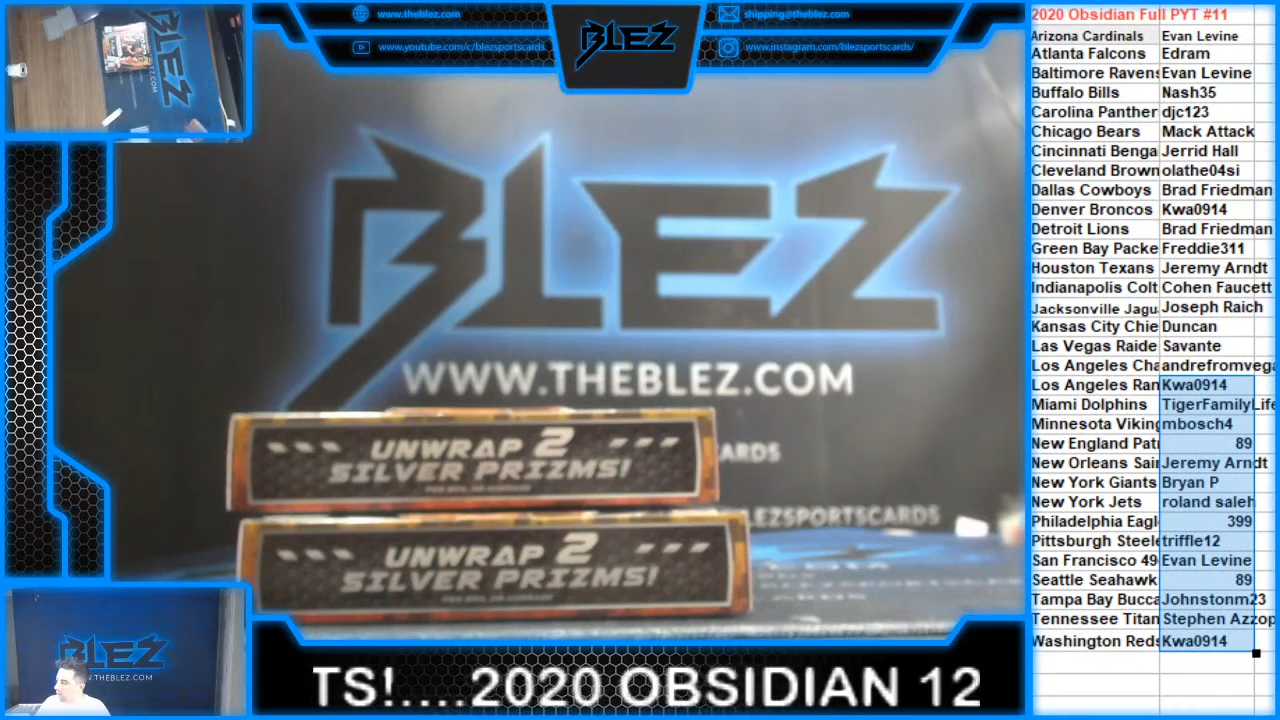 www.theblez.com
shipping@theblez.com
www.youtube.com/c/blezsportscards
www.instagram.com/blezsportscards/
BLEZ
BLEZ
WWW.THEBLEZ.COM
UNWRAP 2
SILVER PRIZMS!
ARDS
EZSPORTSCARDS
UNWRAP 2
SILVER PRIZMS!
BLEZ
W.THEBLEZ.COM
TS!....2020 OBSIDIAN 12
2020 Obsidian Full PYT #11
Arizona Cardinals Evan Levine
Atlanta Falcons Edram
Baltimore Ravens Evan Levine
Buffalo Bills Nash35
Carolina Panther djc123
Chicago Bears Mack Attack
Cincinnati Benga Jerrid Hall
Cleveland Brown olathe04si
Dallas Cowboys Brad Friedman
Denver Broncos Kwa0914
Detroit Lions Brad Friedman
Green Bay Packe Freddie311
Houston Texans Jeremy Arndt
Indianapolis Colt Cohen Faucett
Jacksonville Jagu Joseph Raich
Kansas City Chie Duncan
Las Vegas Raide Savante
Los Angeles Cha andrefromvega
Los Angeles Ran Kwa0914
Miami Dolphins TigerFamilyLife
Minnesota Viking mbosch4
New England Pat 89
New Orleans Sai Jeremy Arndt
New York Giants Bryan P
New York Jets roland saleh
Philadelphia Eagl 399
Pittsburgh Steele triffle12
San Francisco 49 Evan Levine
Seattle Seahawk 89
Tampa Bay Bucca Johnstonm23
Tennessee Titan Stephen Azzop
Washington Reds Kwa0914